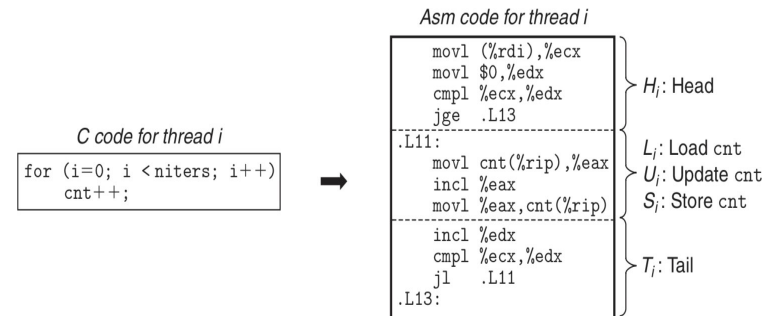 Asm code for thread i
movl (%rdi),%ecx
movl $0,%edx
cmpl %ecx,%edx
jge .L13
H_i: Head
C code for thread i
for (i=0; i <niters; i++)
cnt++;
.L11:
movl cnt(%rip),%eax
incl %eax
movl %eax,cnt(%rip)
L_i: Load cnt
U_i: Update cnt
S_i: Store cnt
incl %edx
cmpl %ecx,%edx
jl .L11
.L13:
T_i: Tail